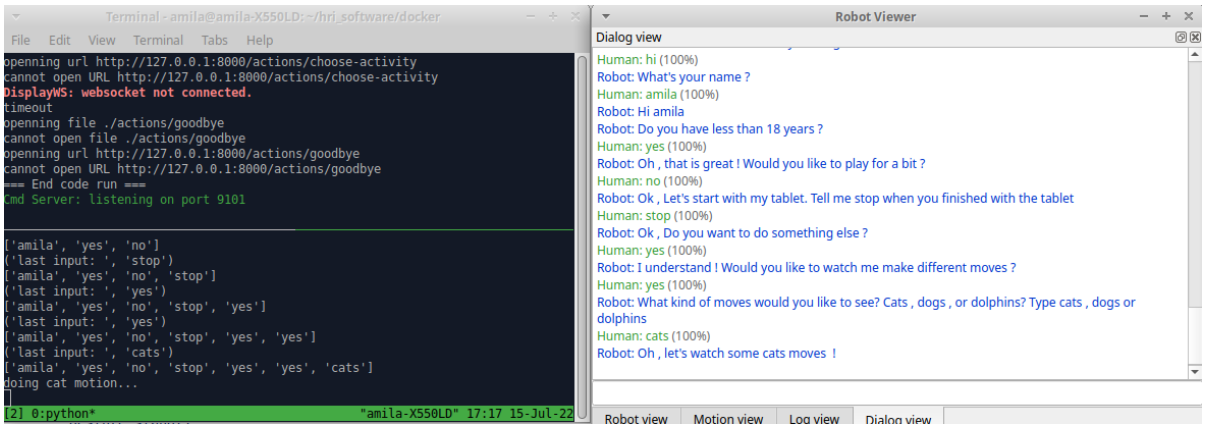 Terminal - amila@amila-X550LD: ~/hri_software/docker
File Edit View Terminal Tabs Help
openning url http://127.0.0.1:8000/actions/choose-activity
cannot open URL http://127.0.0.1:8000/actions/choose-activity
DisplayWS: websocket not connected.
timeout
openning file ./actions/goodbye
cannot open file ./actions/goodbye
openning url http://127.0.0.1:8000/actions/goodbye
cannot open URL http://127.0.0.1:8000/actions/goodbye
=== End code run ===
Cmd Server: listening on port 9101
['amila', 'yes', 'no']
('last input: ', 'stop')
['amila', 'yes', 'no', 'stop']
('last input: ', 'yes')
['amila', 'yes', 'no', 'stop', 'yes']
('last input: ', 'yes')
['amila', 'yes', 'no', 'stop', 'yes', 'yes']
('last input: ', 'cats')
['amila', 'yes', 'no', 'stop', 'yes', 'yes', 'cats']
doing cat motion...
[2] 0:python* "amila-X550LD" 17:17 15-Jul-22
Robot Viewer
Dialog view
Human: hi (100%)
Robot: What's your name ?
Human: amila (100%)
Robot: Hi amila
Robot: Do you have less than 18 years ?
Human: yes (100%)
Robot: Oh , that is great ! Would you like to play for a bit ?
Human: no (100%)
Robot: Ok , Let's start with my tablet. Tell me stop when you finished with the tablet
Human: stop (100%)
Robot: Ok , Do you want to do something else ?
Human: yes (100%)
Robot: I understand ! Would you like to watch me make different moves ?
Human: yes (100%)
Robot: What kind of moves would you like to see? Cats , dogs , or dolphins? Type cats , dogs or
dolphins
Human: cats (100%)
Robot: Oh , let's watch some cats moves !
Robot view Motion view Log view Dialog view